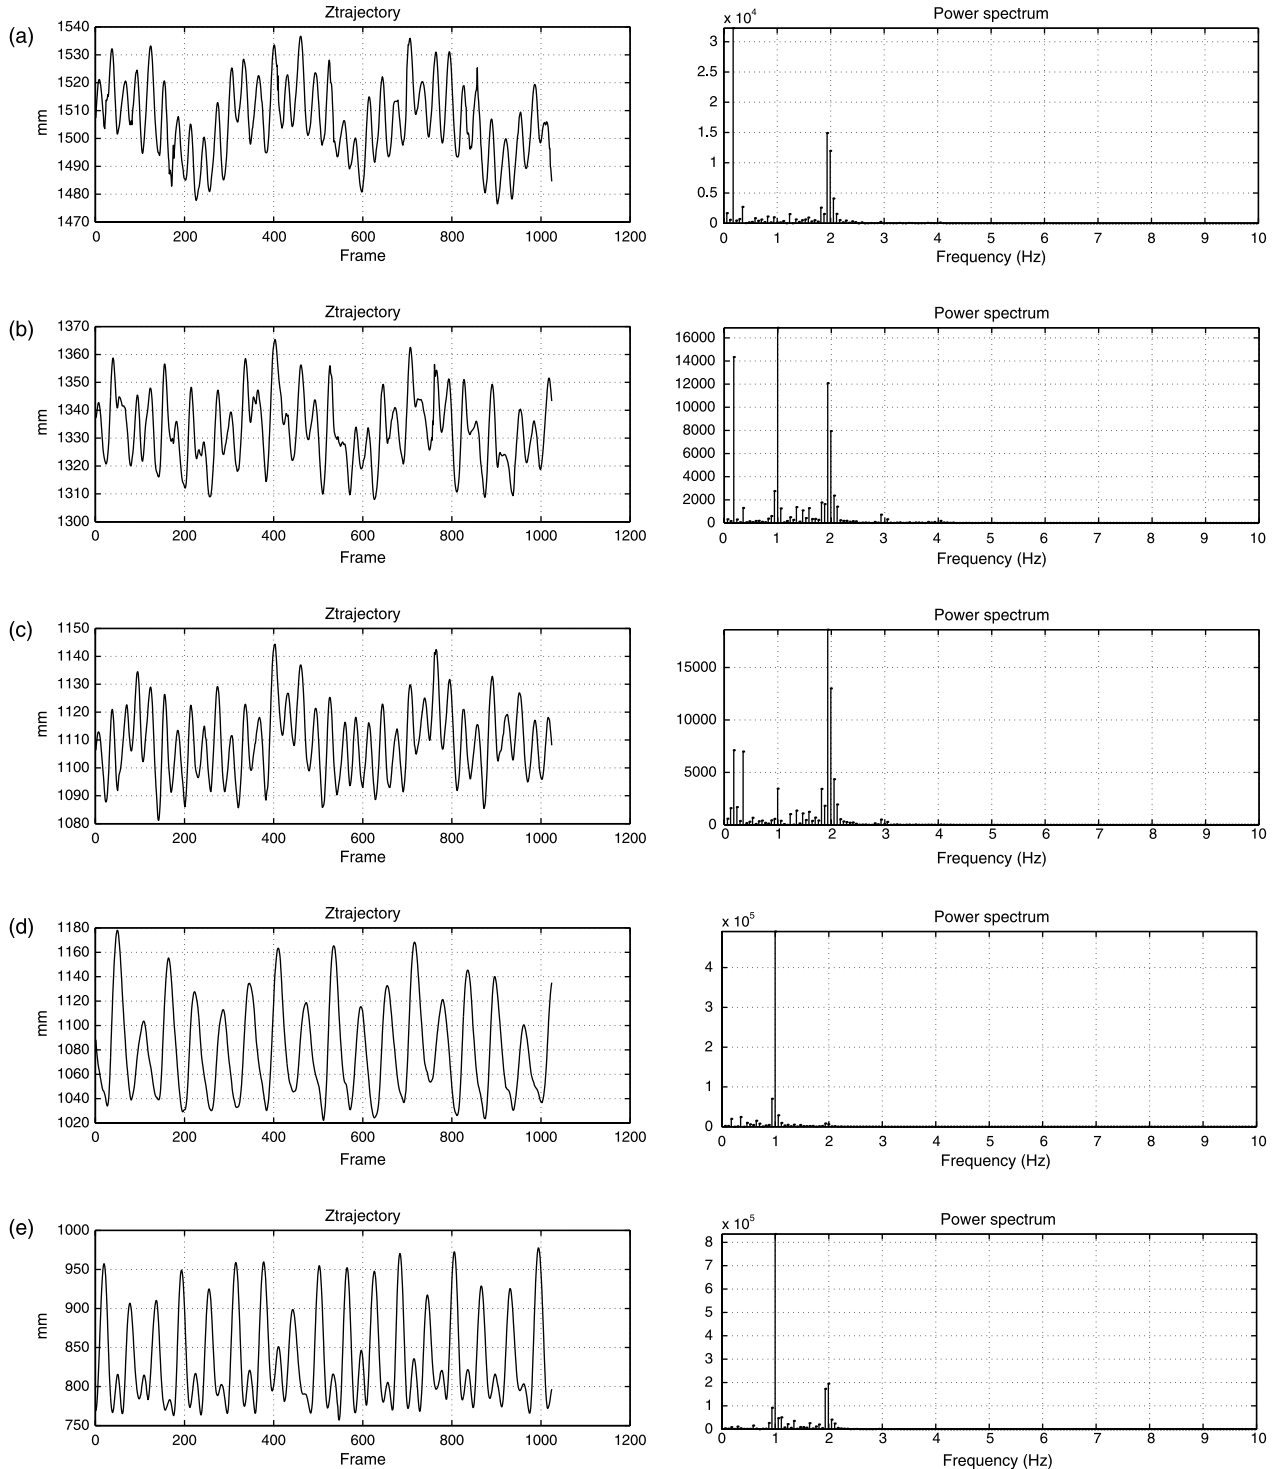 (a)
Ztrajectory
1540
1530
1520
1510
1500
1490
1480
1470
mm
0 200 400 600 800 1000 1200
Frame
Power spectrum
x 10^4
3
2.5
2
1.5
1
0.5
0
0 1 2 3 4 5 6 7 8 9 10
Frequency (Hz)
(b)
Ztrajectory
1370
1360
1350
1340
1330
1320
1310
1300
mm
0 200 400 600 800 1000 1200
Frame
Power spectrum
16000
14000
12000
10000
8000
6000
4000
2000
0
0 1 2 3 4 5 6 7 8 9 10
Frequency (Hz)
(c)
Ztrajectory
1150
1140
1130
1120
1110
1100
1090
1080
mm
0 200 400 600 800 1000 1200
Frame
Power spectrum
15000
10000
5000
0
0 1 2 3 4 5 6 7 8 9 10
Frequency (Hz)
(d)
Ztrajectory
1180
1160
1140
1120
1100
1080
1060
1040
1020
mm
0 200 400 600 800 1000 1200
Frame
Power spectrum
x 10^5
4
3
2
1
0
0 1 2 3 4 5 6 7 8 9 10
Frequency (Hz)
(e)
Ztrajectory
1000
950
900
850
800
750
mm
0 200 400 600 800 1000 1200
Frame
Power spectrum
x 10^5
8
7
6
5
4
3
2
1
0
0 1 2 3 4 5 6 7 8 9 10
Frequency (Hz)